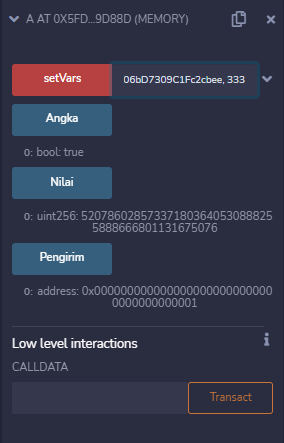 A AT 0X5FD...9D88D (MEMORY)
setVars
06bD7309C1Fc2cbee, 333
Angka
0: bool: true
Nilai
0: uint256: 520786028573371803640530888255888666801131675076
Pengirim
0: address: 0x0000000000000000000000000000000000000001
Low level interactions
CALLDATA
Transact